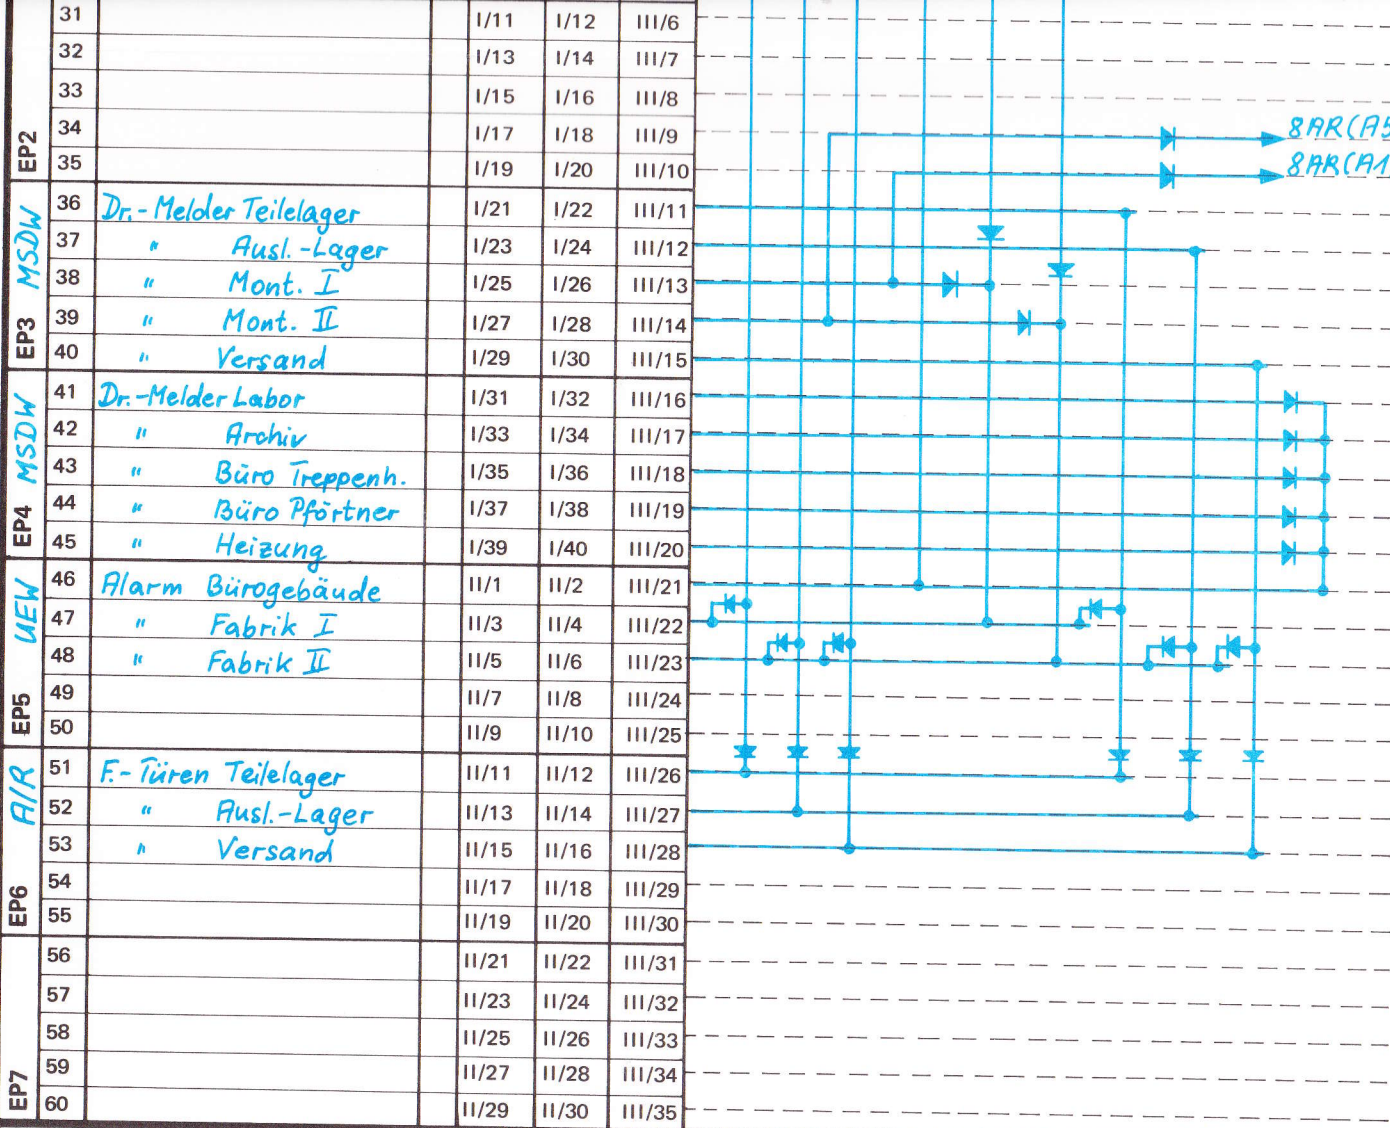 31 I/11 I/12 III/6
32 I/13 I/14 III/7
33 I/15 I/16 III/8
EP2 34 I/17 I/18 III/9 8AR(A5
35 I/19 I/20 III/10 8AR(A1
EP3 MSDW 36 Dr.-Melder Teilelager I/21 I/22 III/11
37 " Ausl.-Lager I/23 I/24 III/12
38 " Mont. I I/25 I/26 III/13
39 " Mont. II I/27 I/28 III/14
40 " Versand I/29 I/30 III/15
EP4 MSDW 41 Dr.-Melder Labor I/31 I/32 III/16
42 " Archiv I/33 I/34 III/17
43 " Büro Treppenh. I/35 I/36 III/18
44 " Büro Pförtner I/37 I/38 III/19
45 " Heizung I/39 I/40 III/20
EP5 UEW 46 Alarm Bürogebäude II/1 II/2 III/21
47 " Fabrik I II/3 II/4 III/22
48 " Fabrik II II/5 II/6 III/23
49 II/7 II/8 III/24
50 II/9 II/10 III/25
EP6 A/R 51 F.-Türen Teilelager II/11 II/12 III/26
52 " Ausl.-Lager II/13 II/14 III/27
53 " Versand II/15 II/16 III/28
54 II/17 II/18 III/29
55 II/19 II/20 III/30
EP7 56 II/21 II/22 III/31
57 II/23 II/24 III/32
58 II/25 II/26 III/33
59 II/27 II/28 III/34
60 II/29 II/30 III/35